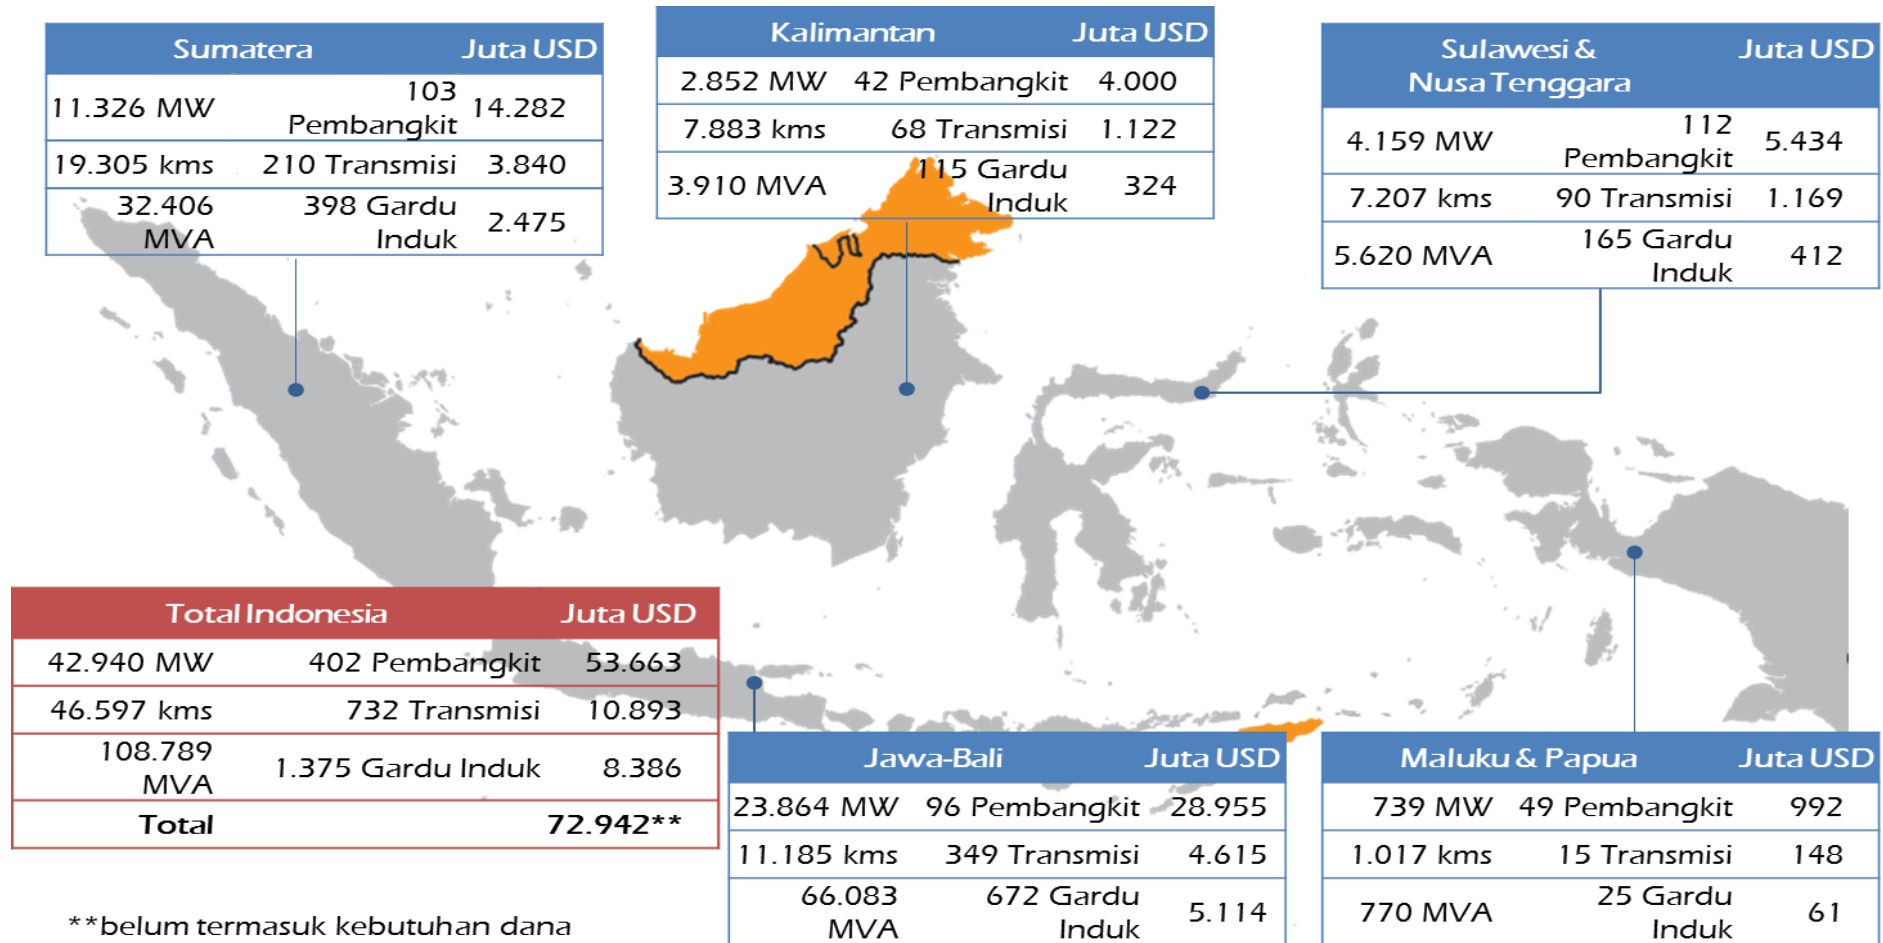 Sumatera Juta USD
11.326 MW 103 Pembangkit 14.282
19.305 kms 210 Transmisi 3.840
32.406 MVA 398 Gardu Induk 2.475
Kalimantan Juta USD
2.852 MW 42 Pembangkit 4.000
7.883 kms 68 Transmisi 1.122
3.910 MVA 115 Gardu Induk 324
Sulawesi & Nusa Tenggara Juta USD
4.159 MW 112 Pembangkit 5.434
7.207 kms 90 Transmisi 1.169
5.620 MVA 165 Gardu Induk 412
Total Indonesia Juta USD
42.940 MW 402 Pembangkit 53.663
46.597 kms 732 Transmisi 10.893
108.789 MVA 1.375 Gardu Induk 8.386
Total 72.942**
**belum termasuk kebutuhan dana
Jawa-Bali Juta USD
23.864 MW 96 Pembangkit 28.955
11.185 kms 349 Transmisi 4.615
66.083 MVA 672 Gardu Induk 5.114
Maluku & Papua Juta USD
739 MW 49 Pembangkit 992
1.017 kms 15 Transmisi 148
770 MVA 25 Gardu Induk 61